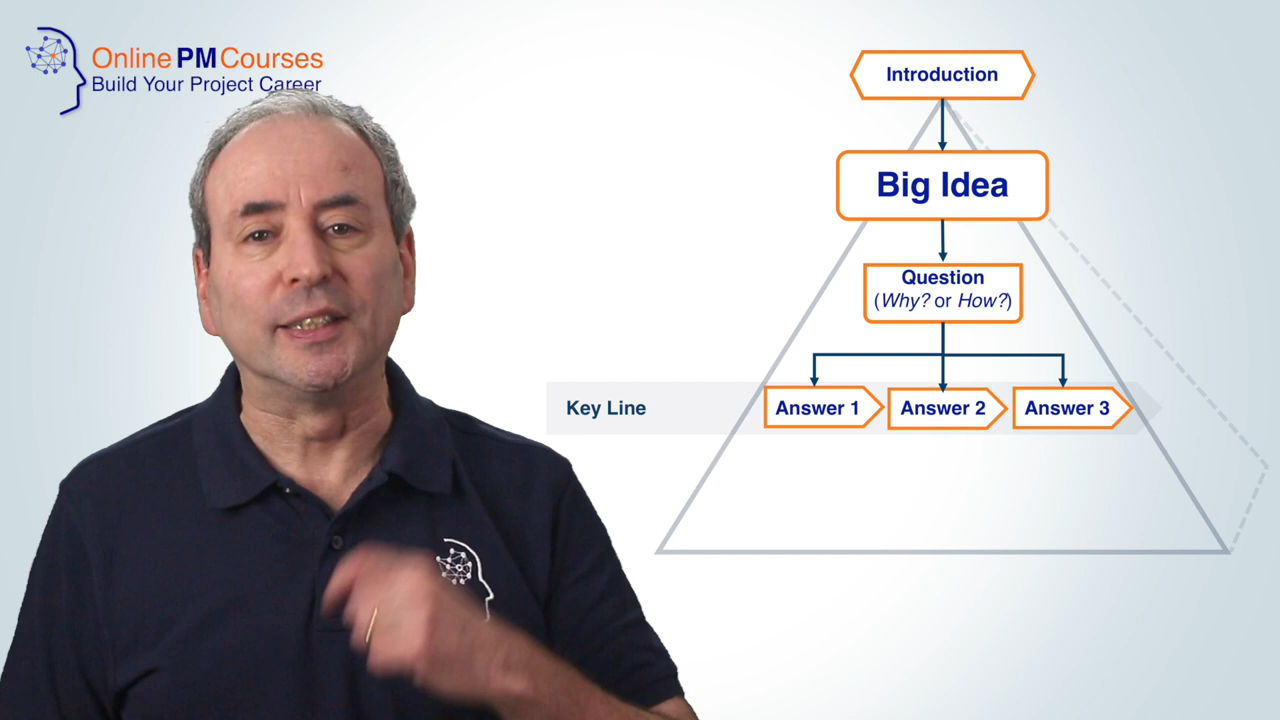 Online PM Courses
Build Your Project Career
Introduction
Big Idea
Question
(Why? or How?)
Key Line
Answer 1
Answer 2
Answer 3